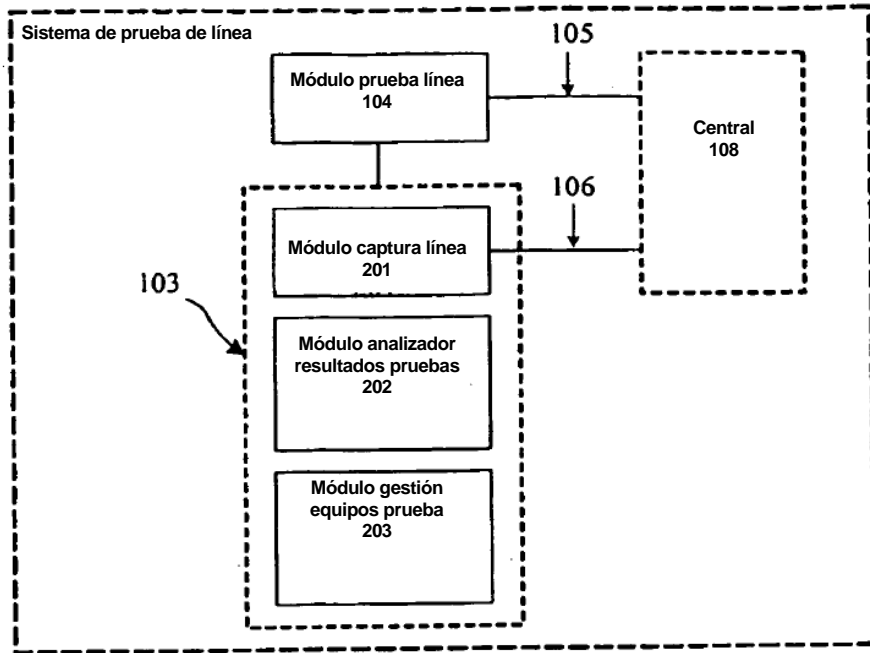 Sistema de prueba de línea
105
Módulo prueba línea
104
Central
108
106
Módulo captura línea
201
103
Módulo analizador
resultados pruebas
202
Módulo gestión
equipos prueba
203